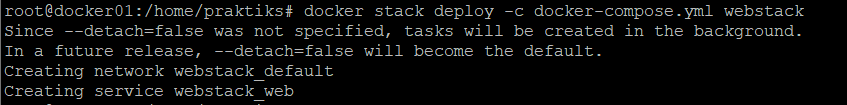 root@docker01:/home/praktiks# docker stack deploy -c docker-compose.yml webstack
Since --detach=false was not specified, tasks will be created in the background.
In a future release, --detach=false will become the default.
Creating network webstack_default
Creating service webstack_web